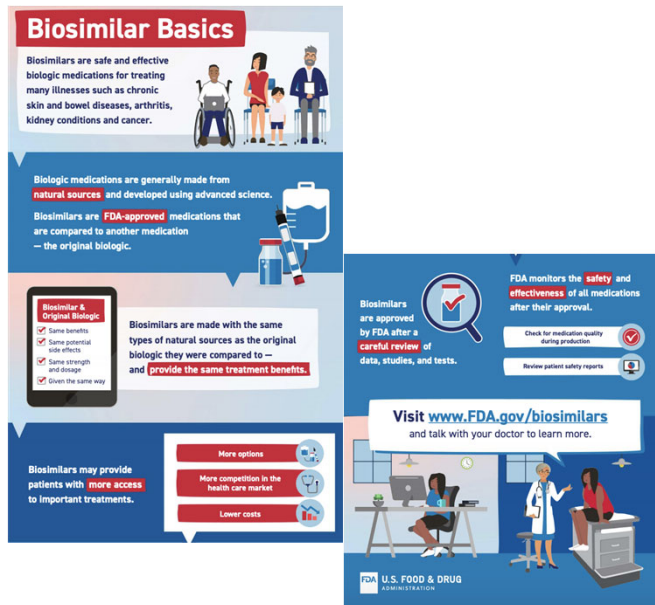 Biosimilar Basics
Biosimilars are safe and effective
biologic medications for treating
many illnesses such as chronic
skin and bowel diseases, arthritis,
kidney conditions and cancer.
Biologic medications are generally made from
natural sources and developed using advanced science.
Biosimilars are FDA-approved medications that
are compared to another medication
— the original biologic.
Biosimilar &
Original Biologic
Same benefits
Same potential
side effects
Same strength
and dosage
Given the same way
Biosimilars are made with the same
types of natural sources as the original
biologic they were compared to —
and provide the same treatment benefits.
Biosimilars may provide
patients with more access
to important treatments.
More options
More competition in the
health care market
Lower costs
Biosimilars
are approved
by FDA after a
careful review of
data, studies, and tests.
FDA monitors the safety and
effectiveness of all medications
after their approval.
Check for medication quality
during production
Review patient safety reports
Visit www.FDA.gov/biosimilars
and talk with your doctor to learn more.
FDA U.S. FOOD & DRUG
ADMINISTRATION